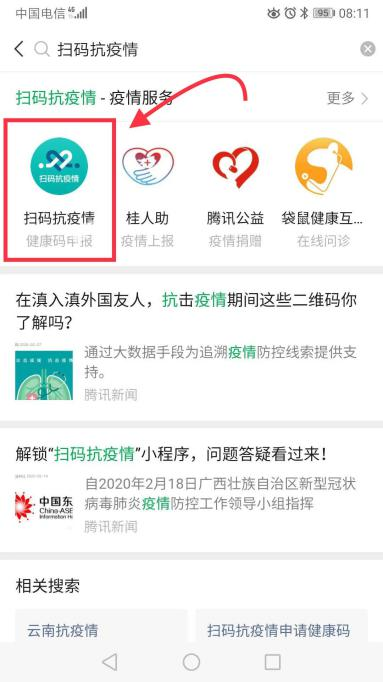 中国电信 4G 95 08:11
扫码抗疫情
扫码抗疫情 - 疫情服务 更多
扫码抗疫情
扫码抗疫情 桂人助 腾讯公益 袋鼠健康互...
健康码申报 疫情上报 疫情捐赠 在线问诊
在滇入滇外国友人，抗击疫情期间这些二维码你
了解吗？
通过大数据手段为追溯疫情防控线索提供支
持。
腾讯新闻
解锁“扫码抗疫情”小程序，问题答疑看过来！
中国东
China-ASE
Information H
自2020年2月18日广西壮族自治区新型冠状
病毒肺炎疫情防控工作领导小组指挥
腾讯新闻
相关搜索
云南抗疫情 扫码抗疫情申请健康码